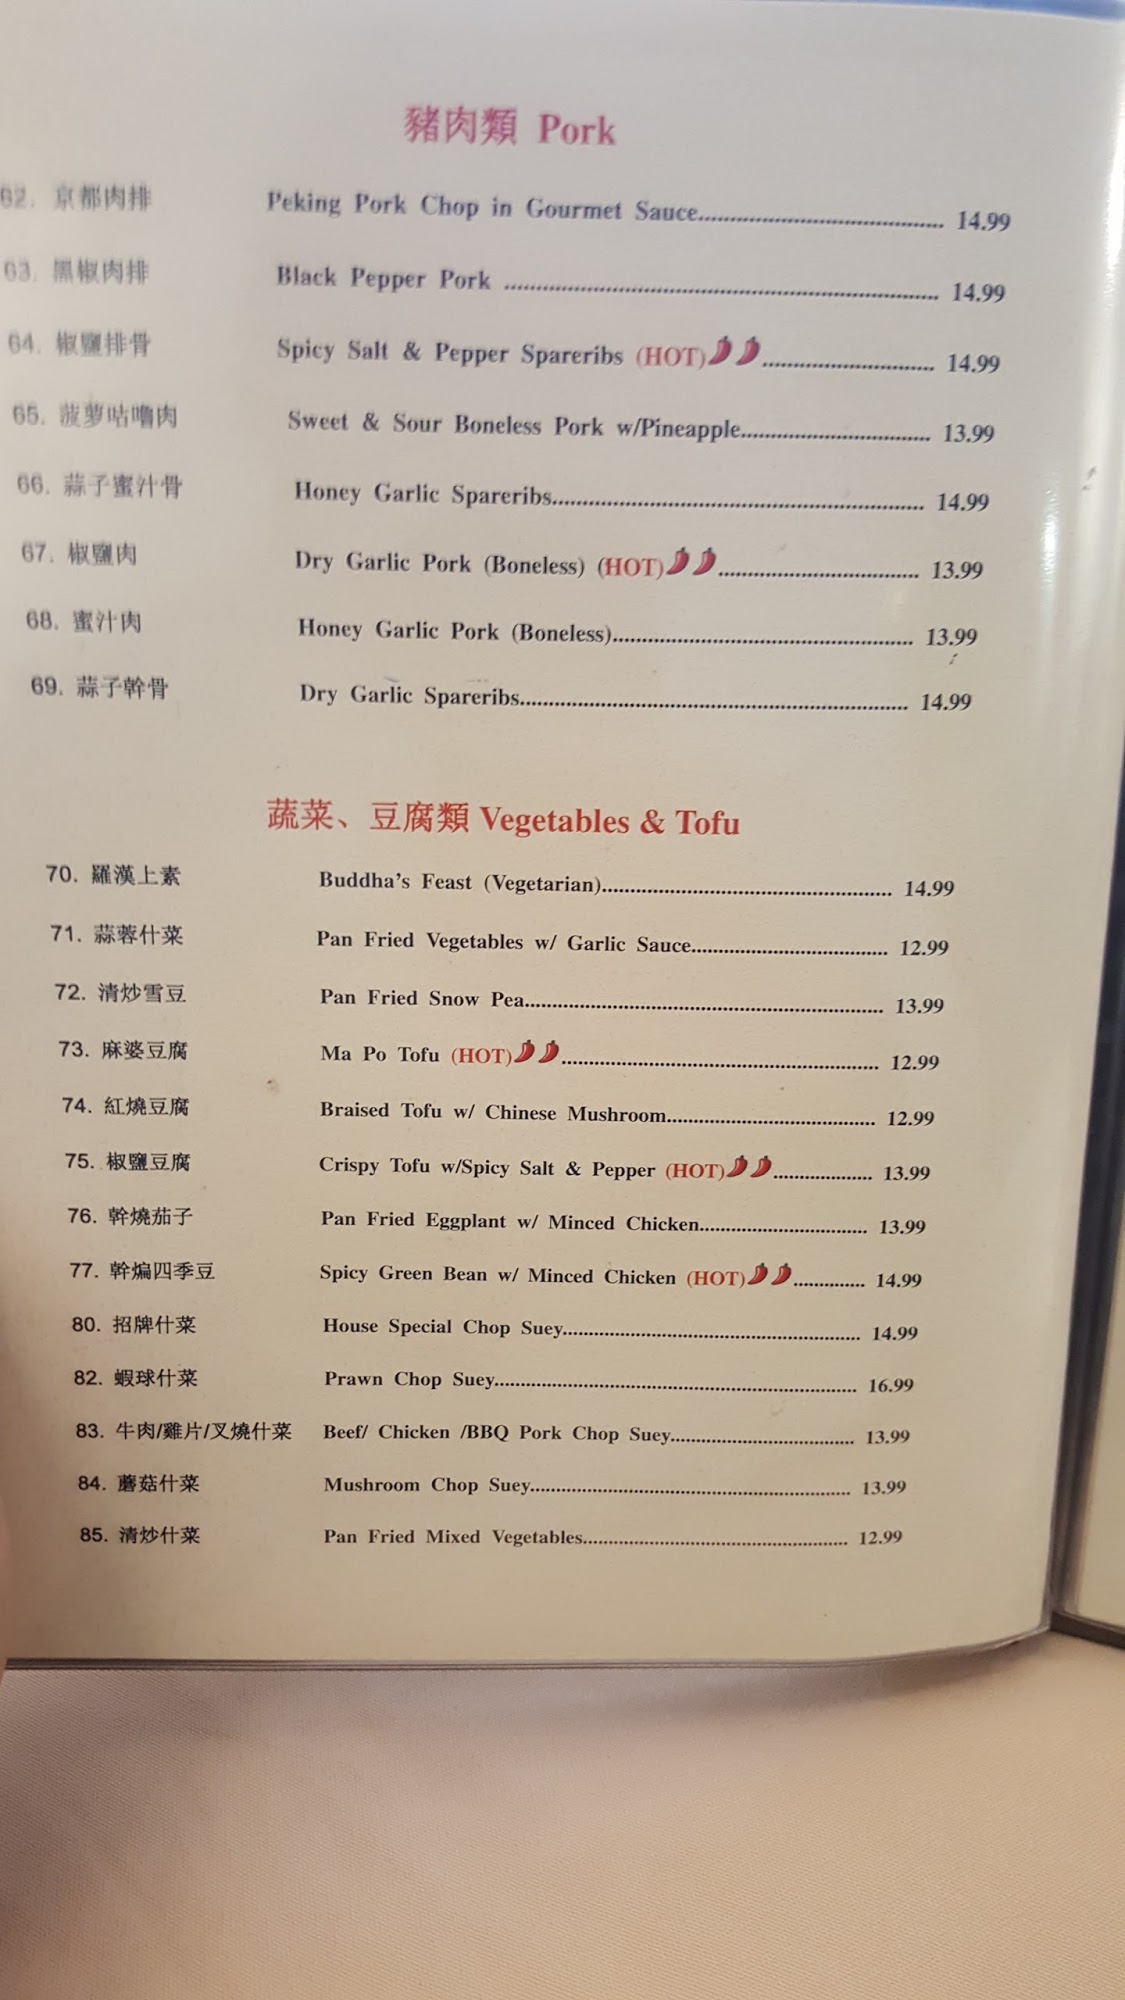 豬肉類 Pork
62. 京都肉排 Peking Pork Chop in Gourmet Sauce 14.99
63. 黑椒肉排 Black Pepper Pork 14.99
64. 椒鹽排骨 Spicy Salt & Pepper Spareribs (HOT) 14.99
65. 菠萝咕嚕肉 Sweet & Sour Boneless Pork w/Pineapple 13.99
66. 蒜子蜜汁骨 Honey Garlic Spareribs 14.99
67. 椒鹽肉 Dry Garlic Pork (Boneless) (HOT) 13.99
68. 蜜汁肉 Honey Garlic Pork (Boneless) 13.99
69. 蒜子幹骨 Dry Garlic Spareribs 14.99
蔬菜、豆腐類 Vegetables & Tofu
70. 羅漢上素 Buddha's Feast (Vegetarian) 14.99
71. 蒜蓉什菜 Pan Fried Vegetables w/ Garlic Sauce 12.99
72. 清炒雪豆 Pan Fried Snow Pea 13.99
73. 麻婆豆腐 Ma Po Tofu (HOT) 12.99
74. 紅燒豆腐 Braised Tofu w/ Chinese Mushroom 12.99
75. 椒鹽豆腐 Crispy Tofu w/Spicy Salt & Pepper (HOT) 13.99
76. 幹燒茄子 Pan Fried Eggplant w/ Minced Chicken 13.99
77. 幹煸四季豆 Spicy Green Bean w/ Minced Chicken (HOT) 14.99
80. 招牌什菜 House Special Chop Suey 14.99
82. 蝦球什菜 Prawn Chop Suey 16.99
83. 牛肉/雞片/叉燒什菜 Beef/ Chicken /BBQ Pork Chop Suey 13.99
84. 蘑菇什菜 Mushroom Chop Suey 13.99
85. 清炒什菜 Pan Fried Mixed Vegetables 12.99